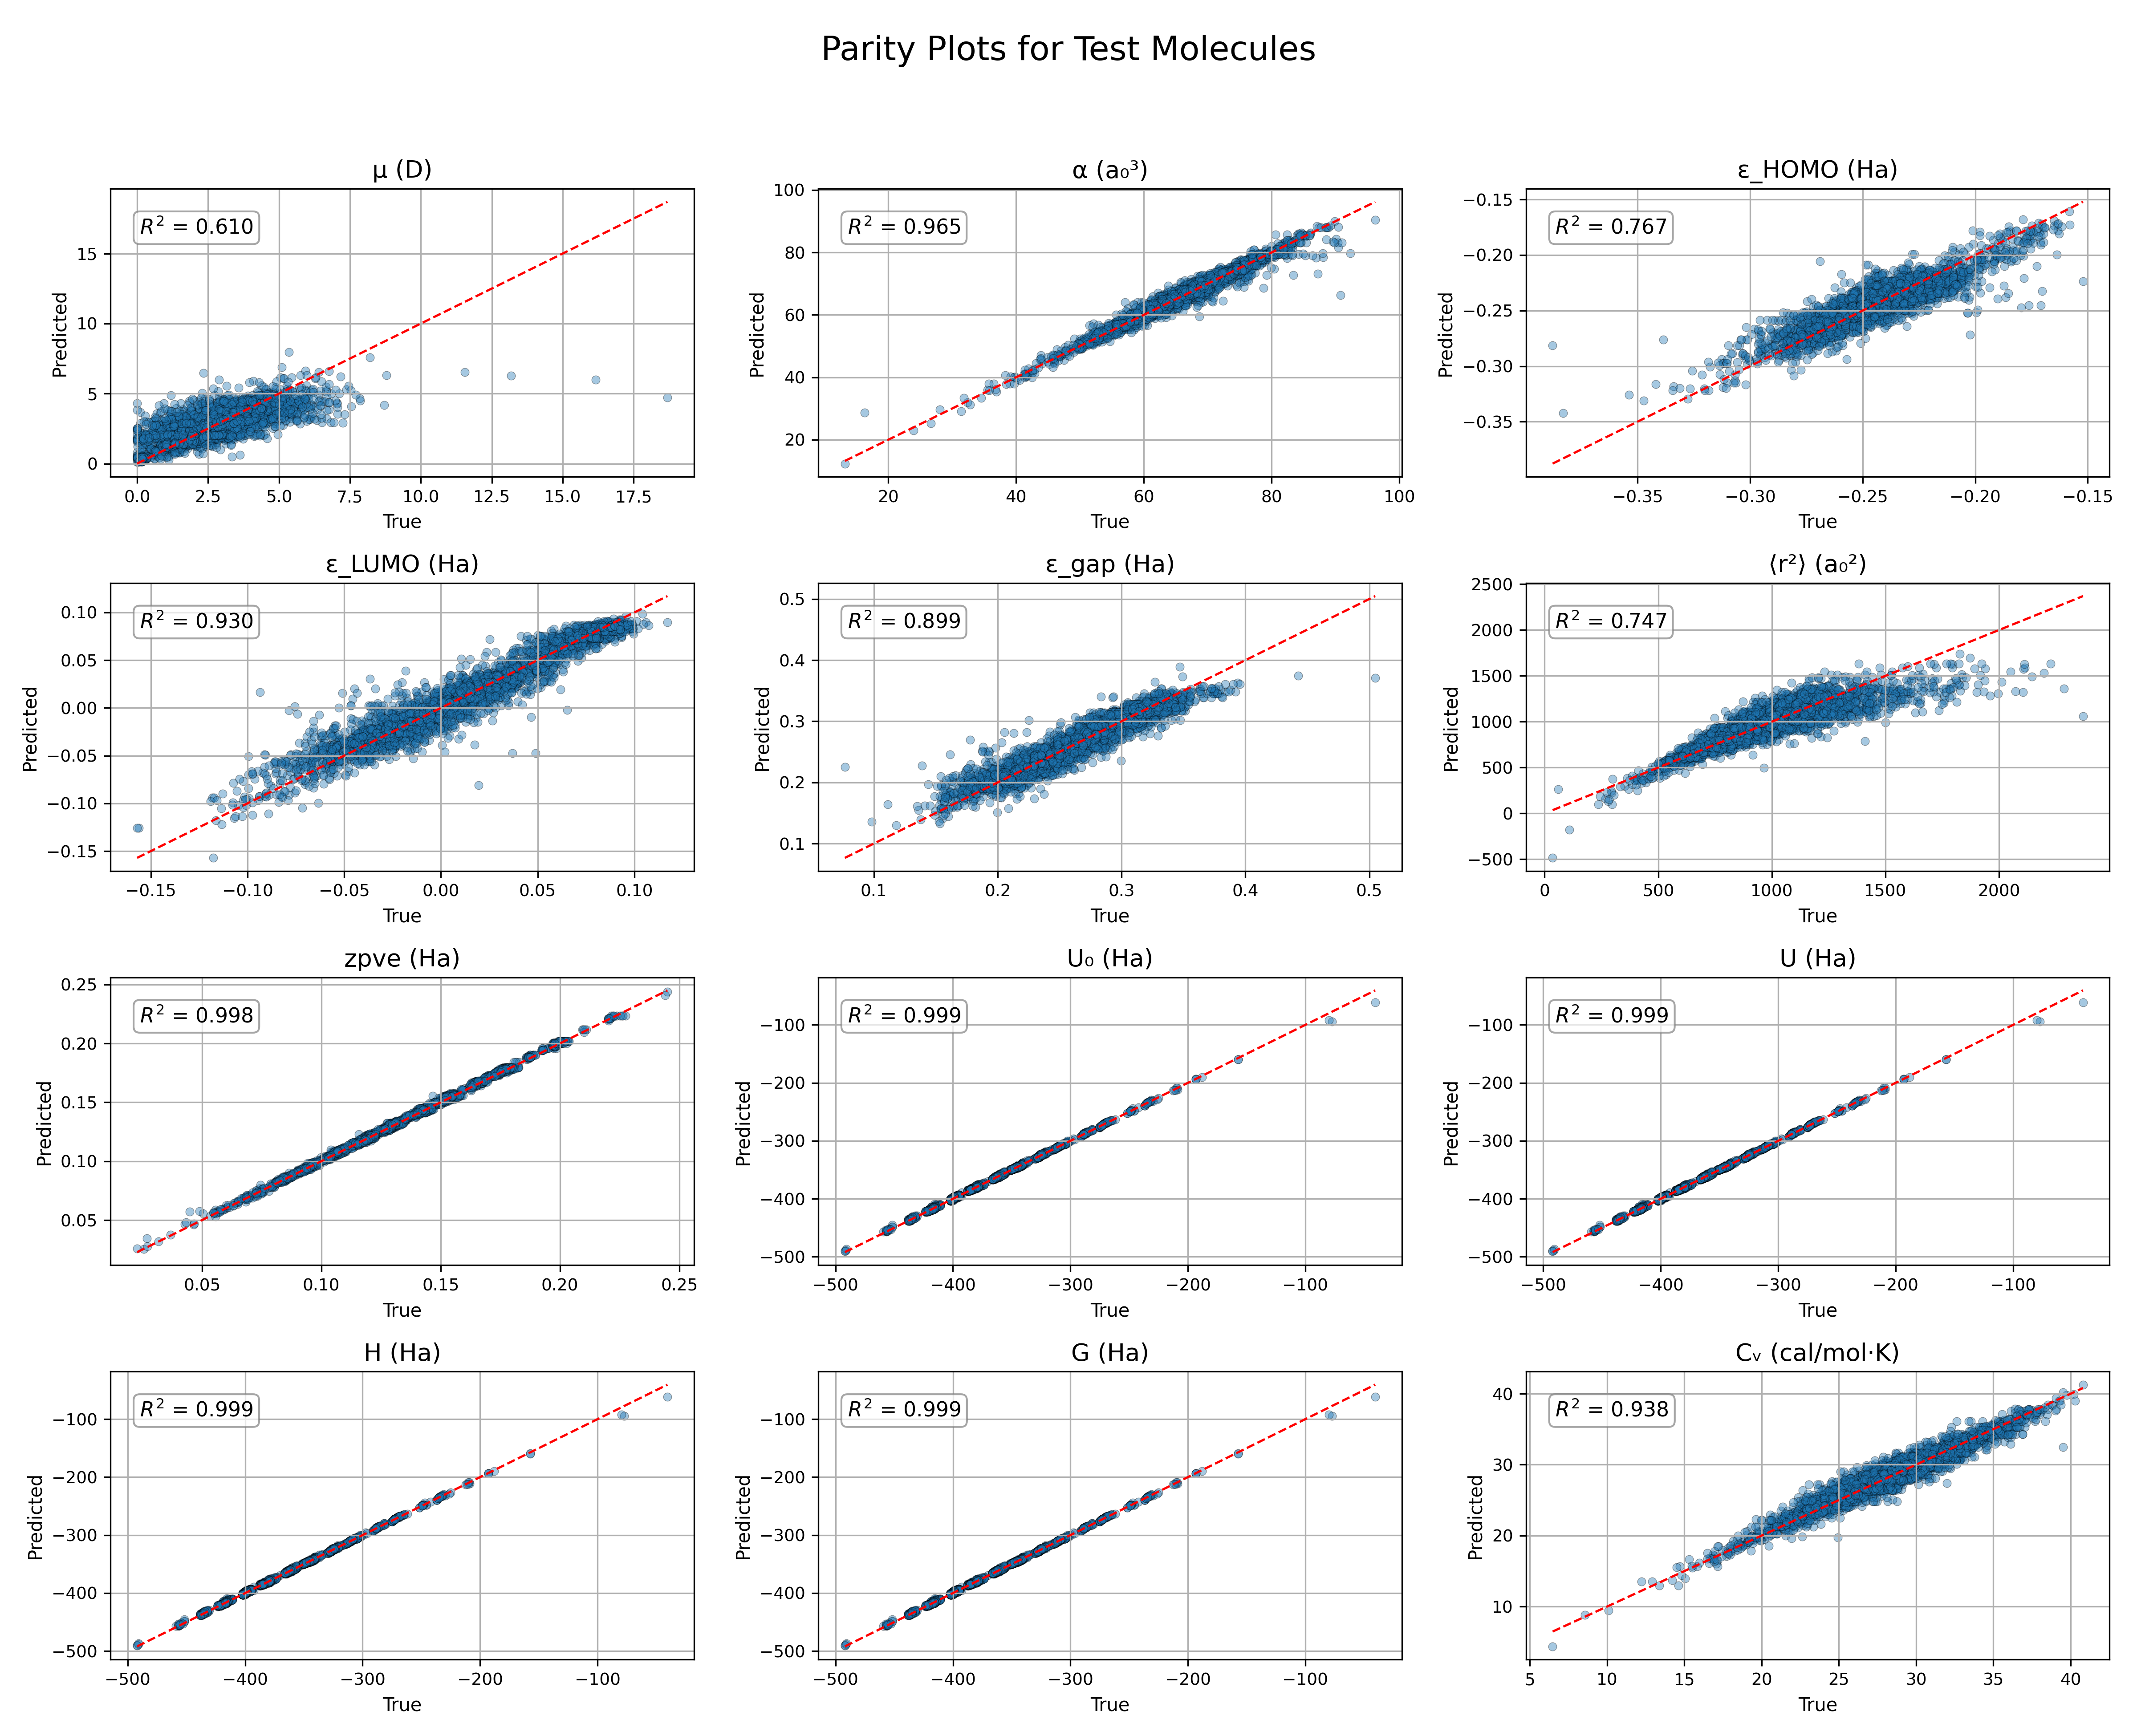 Parity Plots for Test Molecules
μ (D)
R² = 0.610
15
10
5
0
Predicted
0.0 2.5 5.0 7.5 10.0 12.5 15.0 17.5
True
α (a₀³)
R² = 0.965
100
80
60
40
20
Predicted
20 40 60 80 100
True
ε_HOMO (Ha)
R² = 0.767
−0.15
−0.20
−0.25
−0.30
−0.35
Predicted
−0.35 −0.30 −0.25 −0.20 −0.15
True
ε_LUMO (Ha)
R² = 0.930
0.10
0.05
0.00
−0.05
−0.10
−0.15
Predicted
−0.15 −0.10 −0.05 0.00 0.05 0.10
True
ε_gap (Ha)
R² = 0.899
0.5
0.4
0.3
0.2
0.1
Predicted
0.1 0.2 0.3 0.4 0.5
True
⟨r²⟩ (a₀²)
R² = 0.747
2500
2000
1500
1000
500
0
−500
Predicted
0 500 1000 1500 2000
True
zpve (Ha)
R² = 0.998
0.25
0.20
0.15
0.10
0.05
Predicted
0.05 0.10 0.15 0.20 0.25
True
U₀ (Ha)
R² = 0.999
−100
−200
−300
−400
−500
Predicted
−500 −400 −300 −200 −100
True
U (Ha)
R² = 0.999
−100
−200
−300
−400
−500
Predicted
−500 −400 −300 −200 −100
True
H (Ha)
R² = 0.999
−100
−200
−300
−400
−500
Predicted
−500 −400 −300 −200 −100
True
G (Ha)
R² = 0.999
−100
−200
−300
−400
−500
Predicted
−500 −400 −300 −200 −100
True
Cᵥ (cal/mol·K)
R² = 0.938
40
30
20
10
Predicted
5 10 15 20 25 30 35 40
True